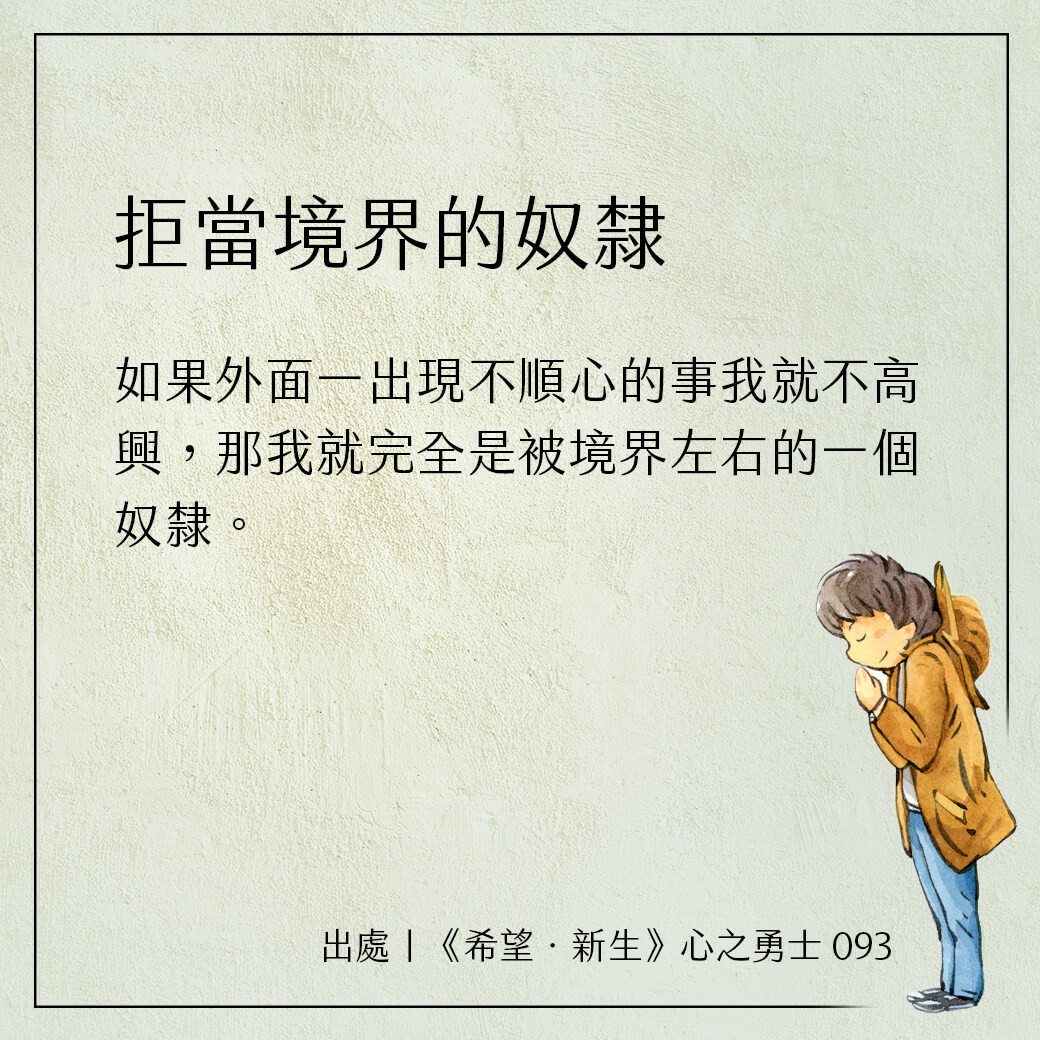 拒當境界的奴隸
如果外面一出現不順心的事我就不高
興，那我就完全是被境界左右的一個
奴隸。
出處｜《希望．新生》心之勇士 093